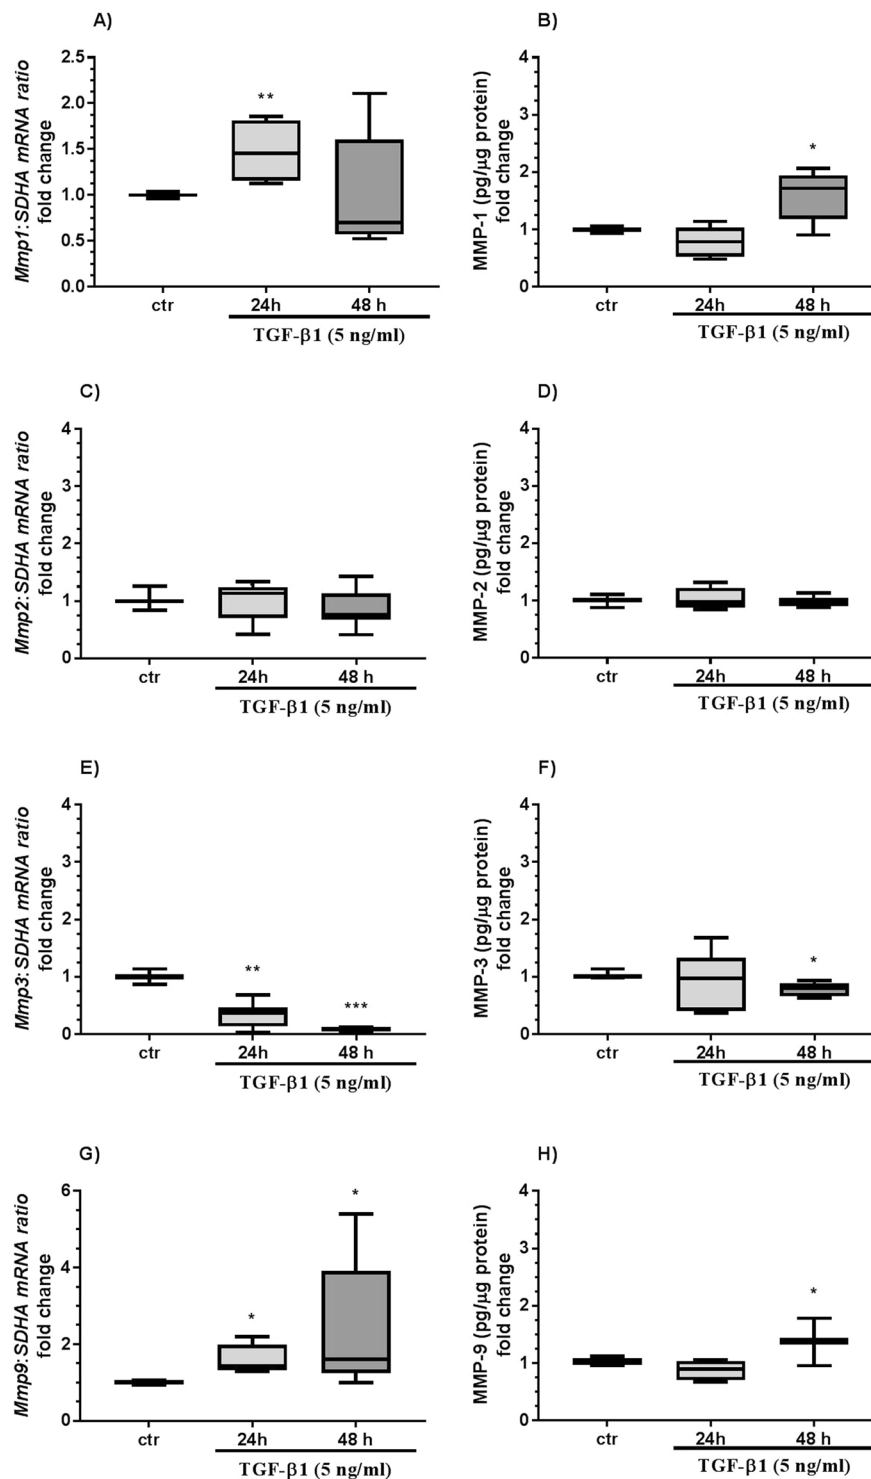 A)
Mmp1:SDHA mRNA ratio
fold change
2.5
2.0
1.5
1.0
0.5
0.0
**
ctr
24h
48 h
TGF-β1 (5 ng/ml)
B)
MMP-1 (pg/μg protein)
fold change
4
3
2
1
0
*
ctr
24h
48 h
TGF-β1 (5 ng/ml)
C)
Mmp2:SDHA mRNA ratio
fold change
4
3
2
1
0
ctr
24h
48 h
TGF-β1 (5 ng/ml)
D)
MMP-2 (pg/μg protein)
fold change
4
3
2
1
0
ctr
24h
48 h
TGF-β1 (5 ng/ml)
E)
Mmp3:SDHA mRNA ratio
fold change
4
3
2
1
0
**
***
ctr
24h
48 h
TGF-β1 (5 ng/ml)
F)
MMP-3 (pg/μg protein)
fold change
4
3
2
1
0
*
ctr
24h
48 h
TGF-β1 (5 ng/ml)
G)
Mmp9:SDHA mRNA ratio
fold change
6
4
2
0
*
*
ctr
24h
48 h
TGF-β1 (5 ng/ml)
H)
MMP-9 (pg/μg protein)
fold change
4
3
2
1
0
*
ctr
24h
48 h
TGF-β1 (5 ng/ml)